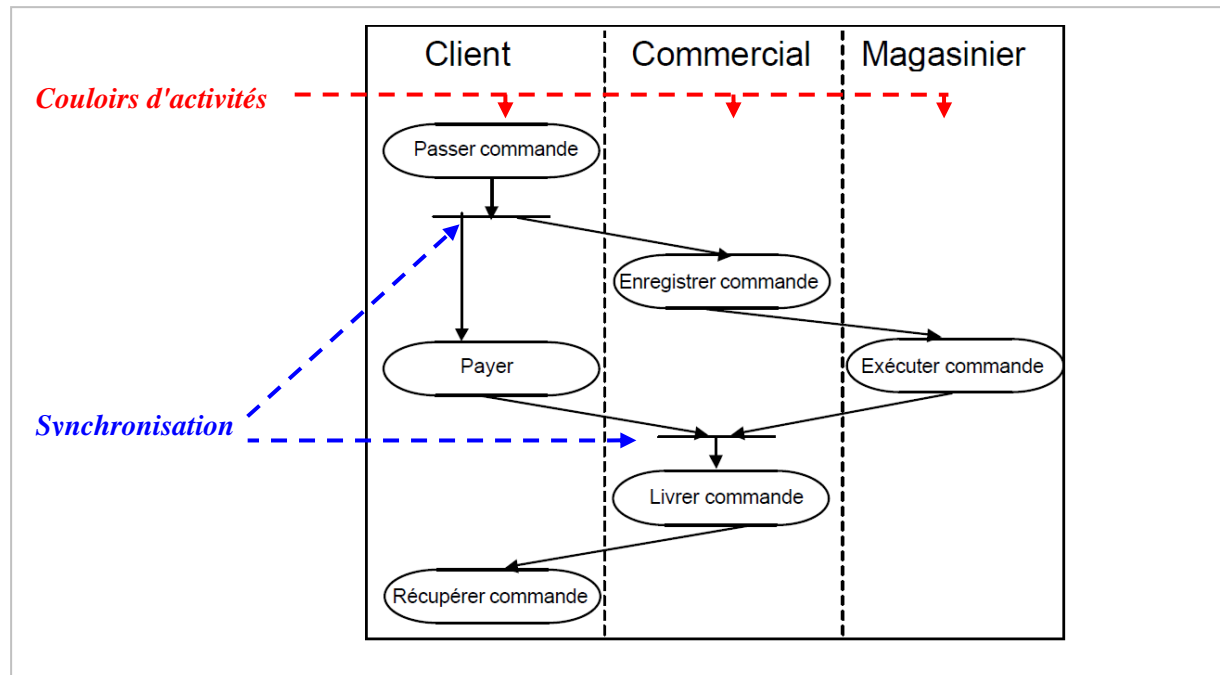 Client
Commercial
Magasinier
Couloirs d'activités
Passer commande
Enregistrer commande
Payer
Exécuter commande
Synchronisation
Livrer commande
Récupérer commande